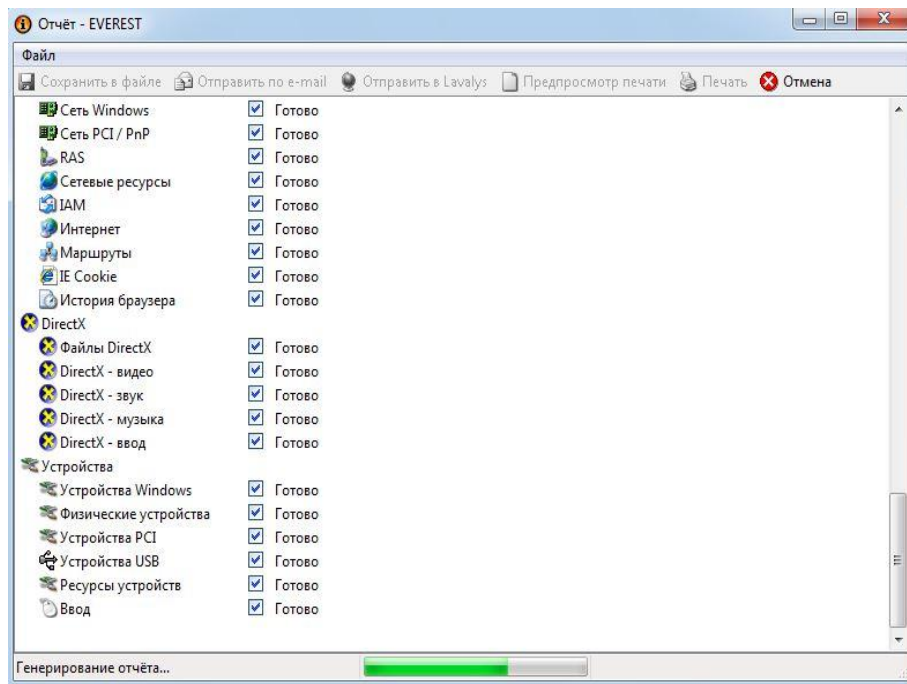 Отчёт - EVEREST
Файл
Сохранить в файле Отправить по e-mail Отправить в Lavalys Предпросмотр печати Печать Отмена
Сеть Windows Готово
Сеть PCI / PnP Готово
RAS Готово
Сетевые ресурсы Готово
IAM Готово
Интернет Готово
Маршруты Готово
IE Cookie Готово
История браузера Готово
DirectX
Файлы DirectX Готово
DirectX - видео Готово
DirectX - звук Готово
DirectX - музыка Готово
DirectX - ввод Готово
Устройства
Устройства Windows Готово
Физические устройства Готово
Устройства PCI Готово
Устройства USB Готово
Ресурсы устройств Готово
Ввод Готово
Генерирование отчёта...